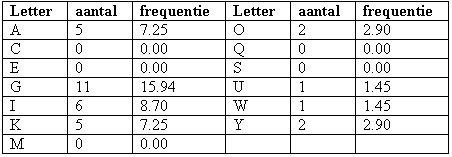 Letter aantal frequentie Letter aantal frequentie
A 5 7.25 O 2 2.90
C 0 0.00 Q 0 0.00
E 0 0.00 S 0 0.00
G 11 15.94 U 1 1.45
I 6 8.70 W 1 1.45
K 5 7.25 Y 2 2.90
M 0 0.00